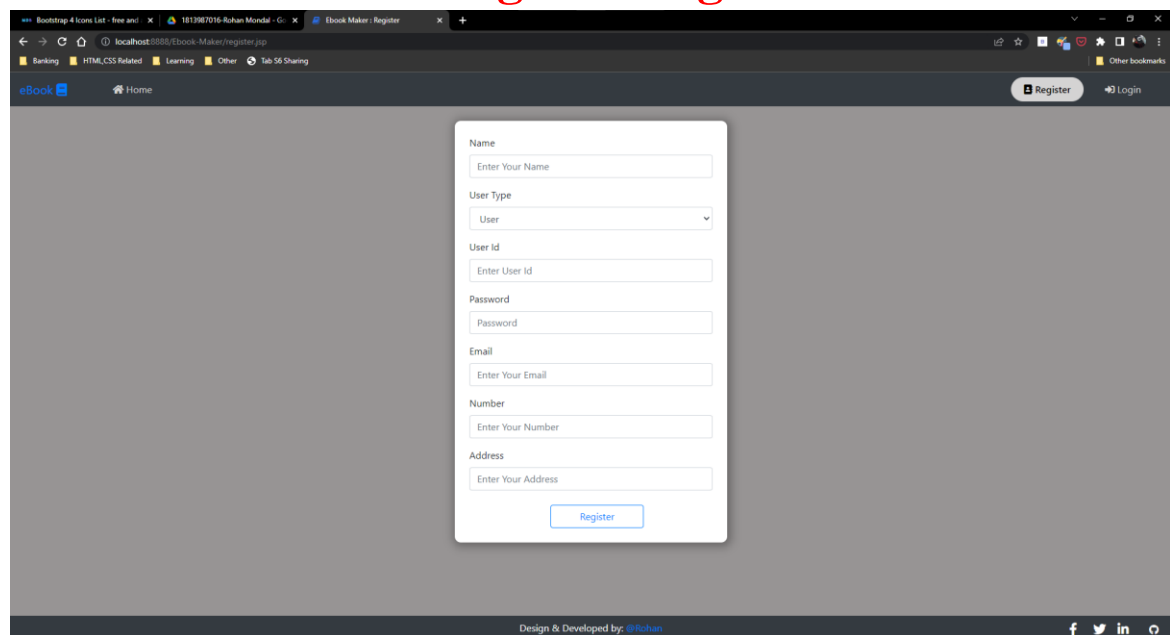 Bootstrap 4 Icons List - free and
1813987016-Rohan Mondal - Go
Ebook Maker : Register
localhost:8888/Ebook-Maker/register.jsp
Banking HTML,CSS Related Learning Other Tab S6 Sharing Other bookmarks
eBook Home Register Login
Name
Enter Your Name
User Type
User
User Id
Enter User Id
Password
Password
Email
Enter Your Email
Number
Enter Your Number
Address
Enter Your Address
Register
Design & Developed by: @Rohan